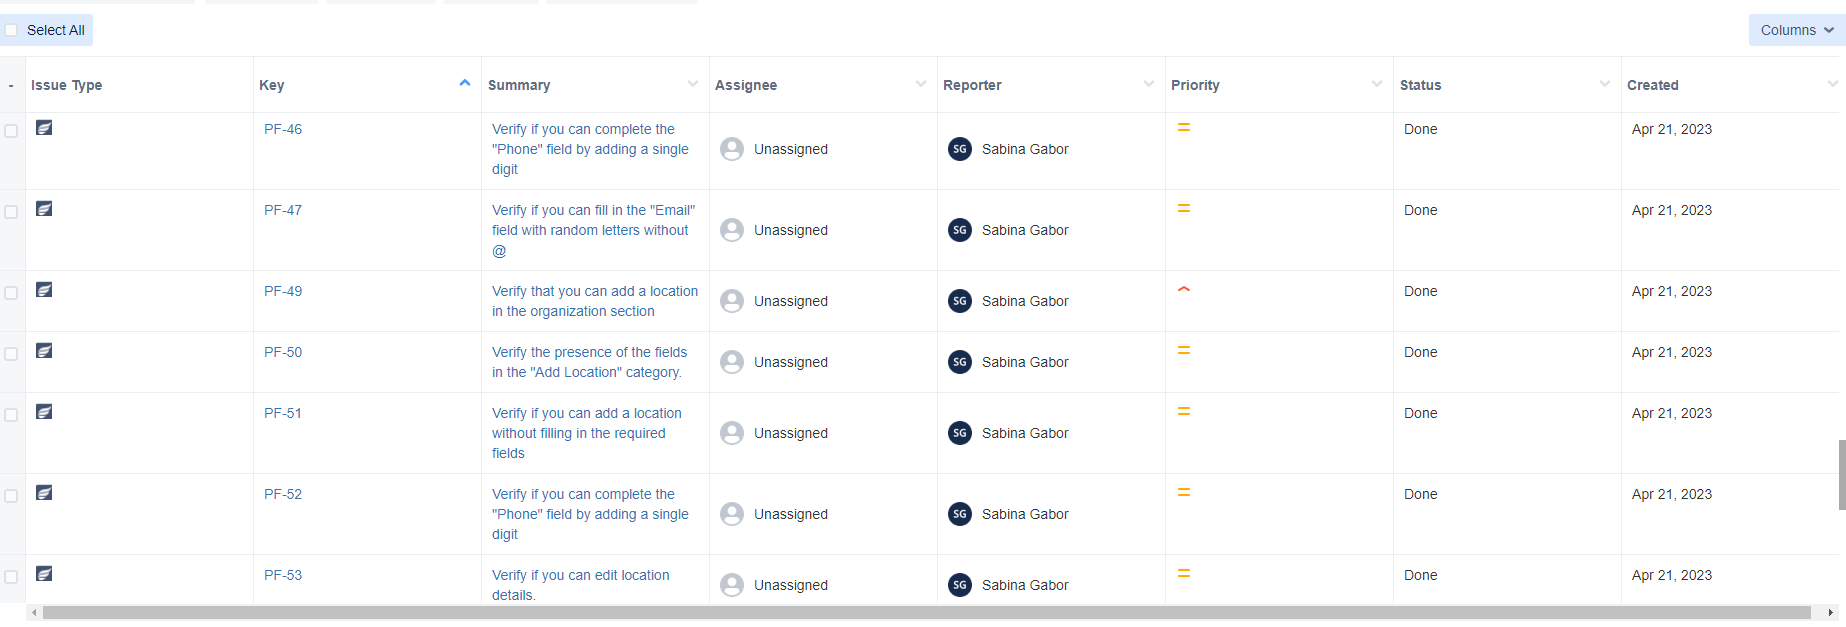 Select All
Columns
- Issue Type Key Summary Assignee Reporter Priority Status Created
PF-46 Verify if you can complete the Unassigned SG Sabina Gabor Done Apr 21, 2023
"Phone" field by adding a single
digit
PF-47 Verify if you can fill in the "Email" Unassigned SG Sabina Gabor Done Apr 21, 2023
field with random letters without
@
PF-49 Verify that you can add a location Unassigned SG Sabina Gabor Done Apr 21, 2023
in the organization section
PF-50 Verify the presence of the fields Unassigned SG Sabina Gabor Done Apr 21, 2023
in the "Add Location" category.
PF-51 Verify if you can add a location Unassigned SG Sabina Gabor Done Apr 21, 2023
without filling in the required
fields
PF-52 Verify if you can complete the Unassigned SG Sabina Gabor Done Apr 21, 2023
"Phone" field by adding a single
digit
PF-53 Verify if you can edit location Unassigned SG Sabina Gabor Done Apr 21, 2023
details.